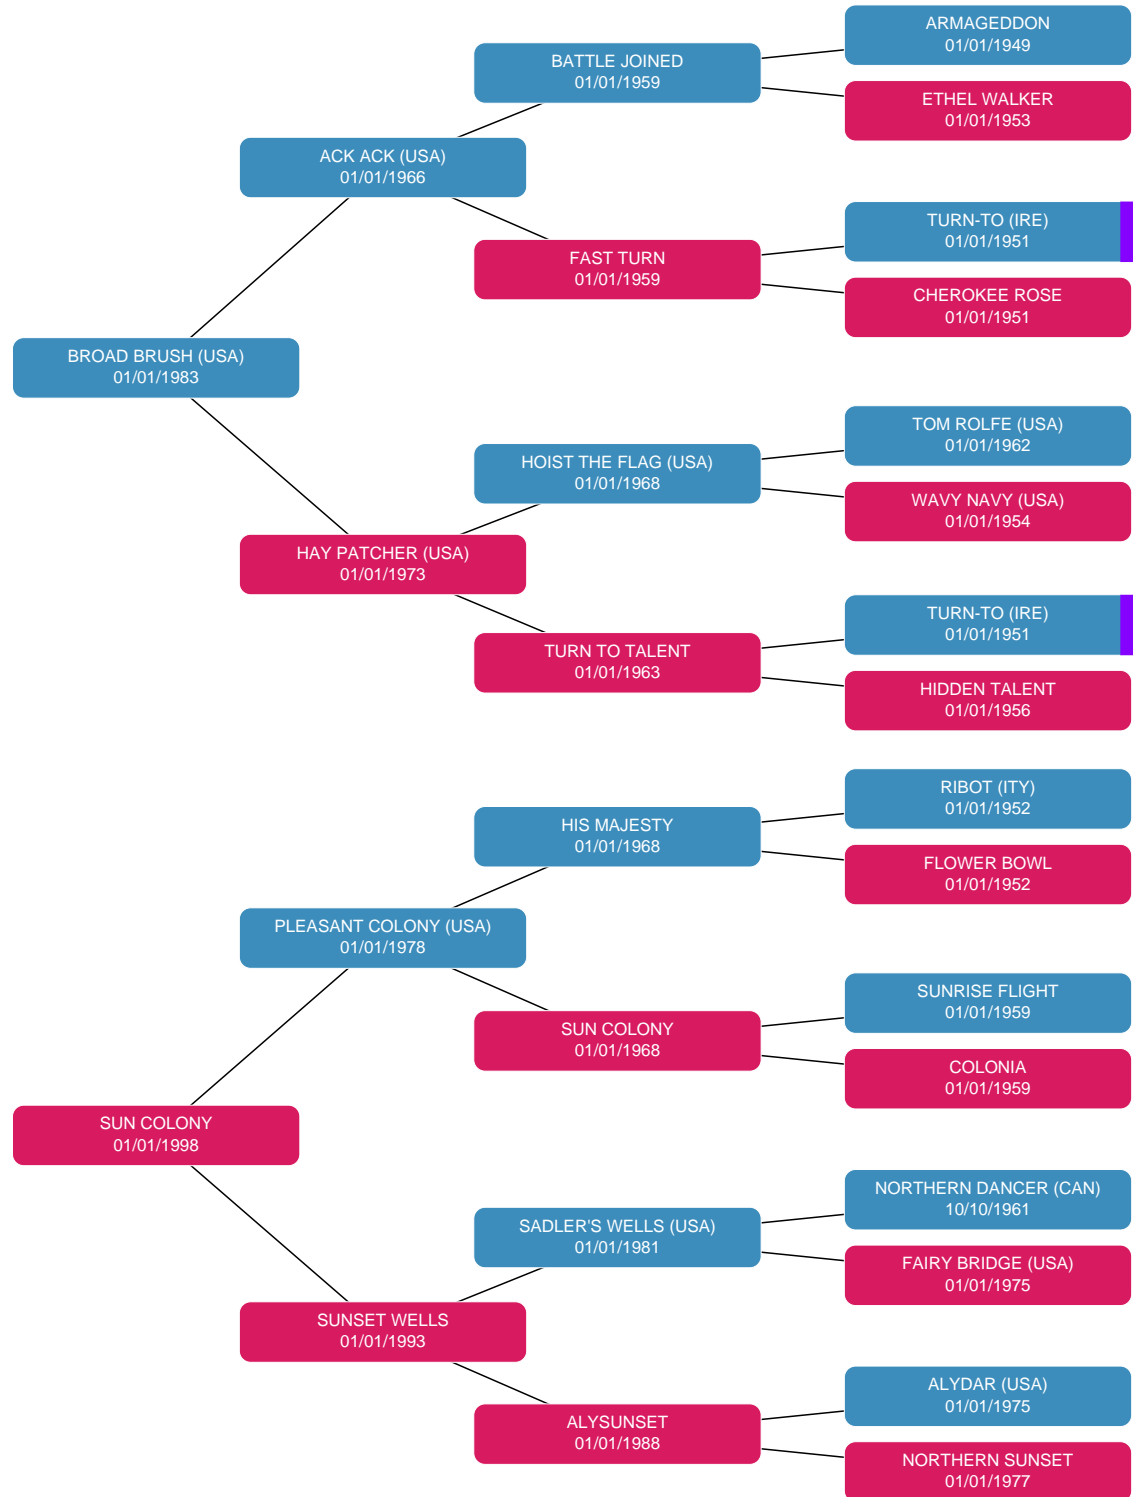 ARMAGEDDON
01/01/1949
BATTLE JOINED
01/01/1959
ETHEL WALKER
01/01/1953
ACK ACK (USA)
01/01/1966
TURN-TO (IRE)
01/01/1951
FAST TURN
01/01/1959
CHEROKEE ROSE
01/01/1951
BROAD BRUSH (USA)
01/01/1983
TOM ROLFE (USA)
01/01/1962
HOIST THE FLAG (USA)
01/01/1968
WAVY NAVY (USA)
01/01/1954
HAY PATCHER (USA)
01/01/1973
TURN-TO (IRE)
01/01/1951
TURN TO TALENT
01/01/1963
HIDDEN TALENT
01/01/1956
RIBOT (ITY)
01/01/1952
HIS MAJESTY
01/01/1968
FLOWER BOWL
01/01/1952
PLEASANT COLONY (USA)
01/01/1978
SUNRISE FLIGHT
01/01/1959
SUN COLONY
01/01/1968
COLONIA
01/01/1959
SUN COLONY
01/01/1998
NORTHERN DANCER (CAN)
10/10/1961
SADLER'S WELLS (USA)
01/01/1981
FAIRY BRIDGE (USA)
01/01/1975
SUNSET WELLS
01/01/1993
ALYDAR (USA)
01/01/1975
ALYSUNSET
01/01/1988
NORTHERN SUNSET
01/01/1977